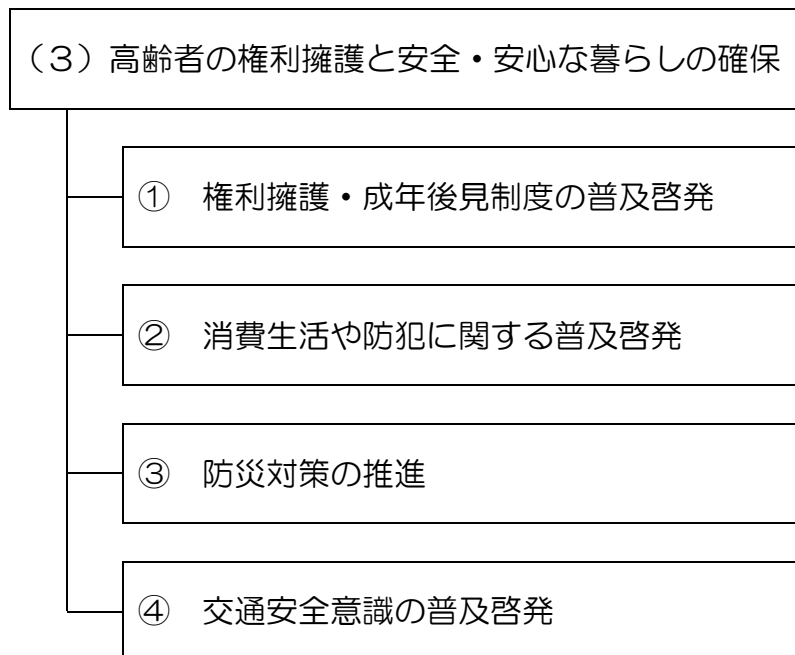 （３）高齢者の権利擁護と安全・安心な暮らしの確保
①　権利擁護・成年後見制度の普及啓発
②　消費生活や防犯に関する普及啓発
③　防災対策の推進
④　交通安全意識の普及啓発